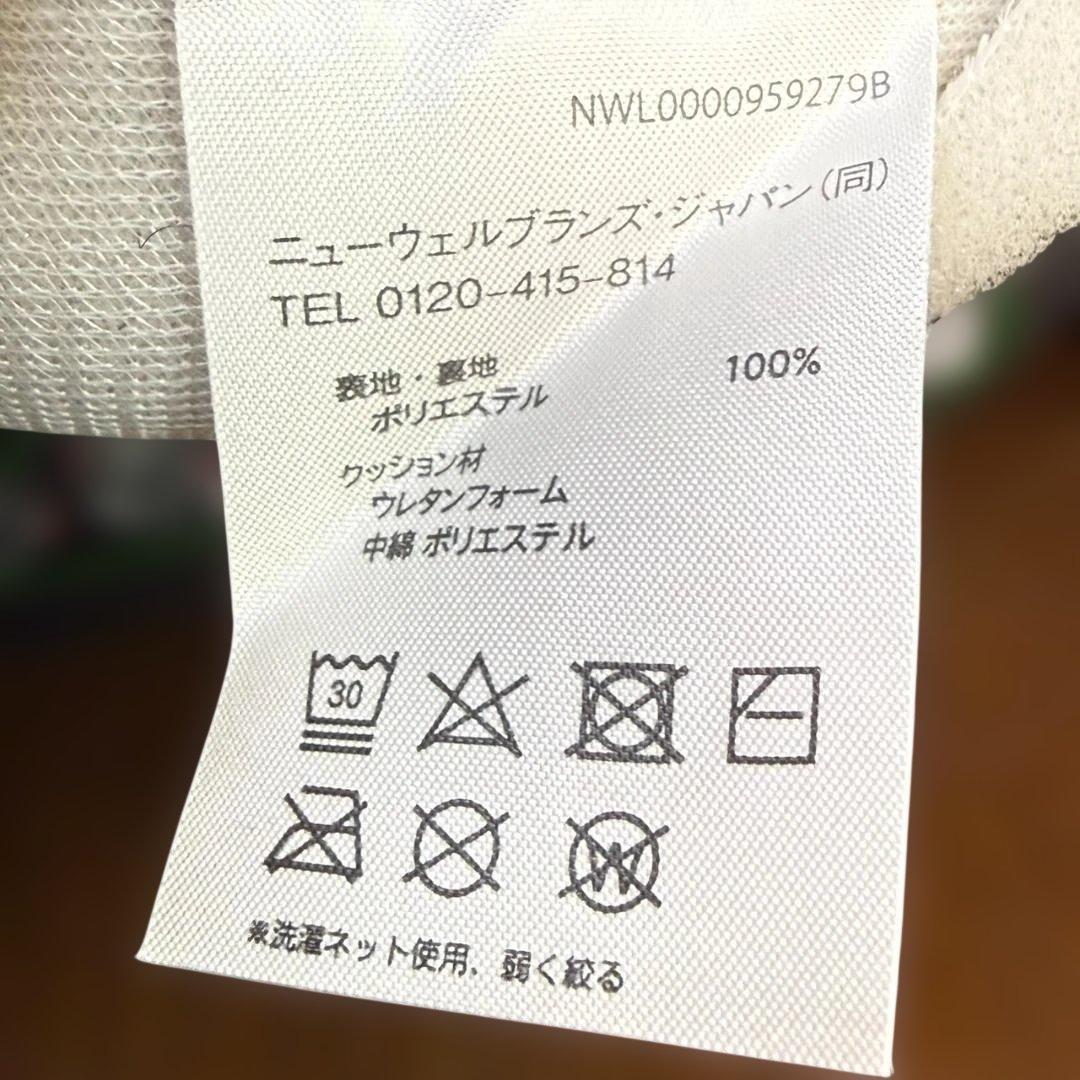 NWL0000959279B
ニューウェルブランズ・ジャパン(同)
TEL 0120-415-814
表地・裏地
ポリエステル 100%
クッション材
ウレタンフォーム
中綿 ポリエステル
30
W
※洗濯ネット使用、弱く絞る